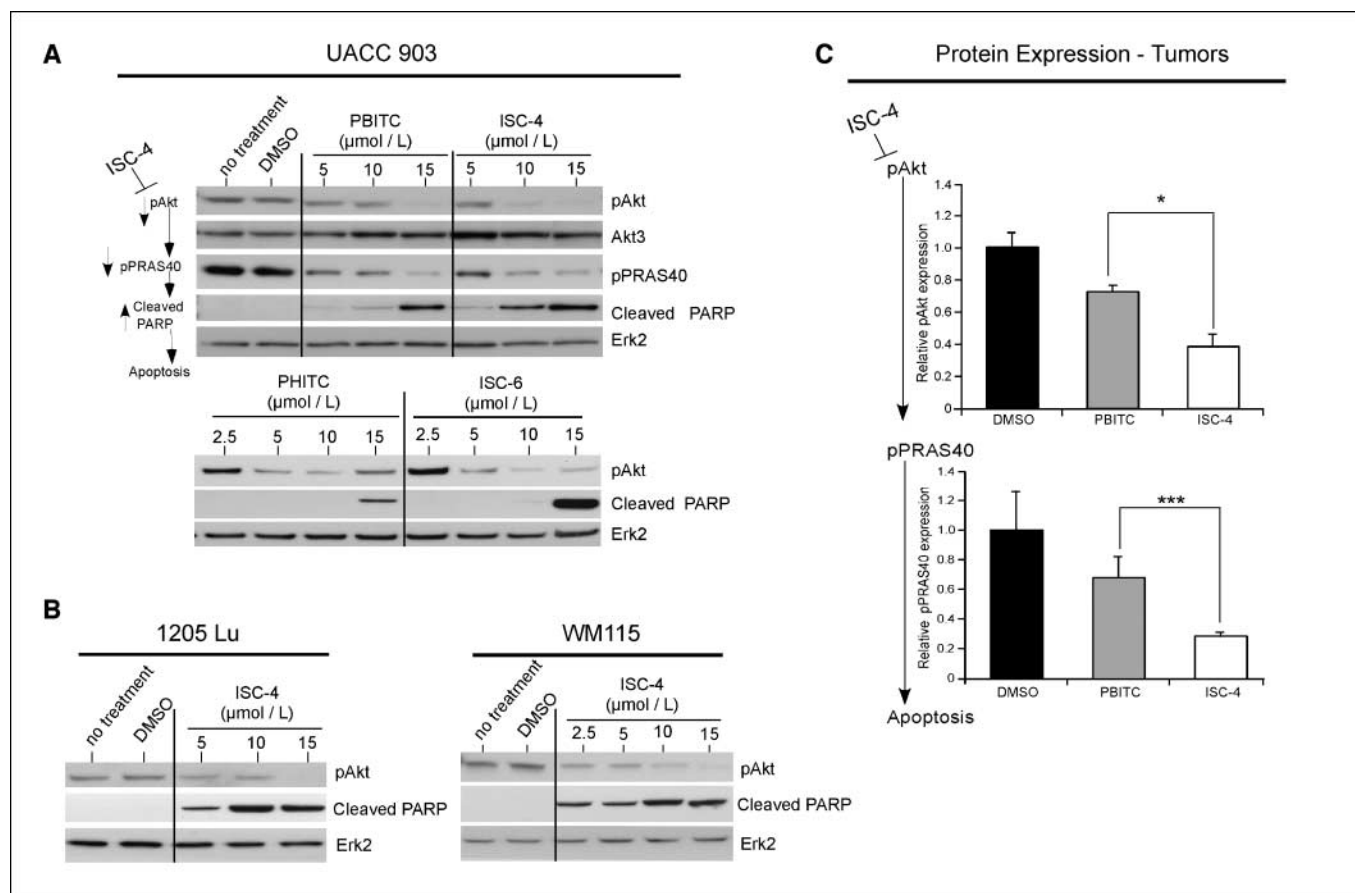 A
UACC 903
no treatment
DMSO
PBITC
(µmol / L)
ISC-4
(µmol / L)
5 10 15 5 10 15
ISC-4
pAkt
pPRAS40
Cleaved
PARP
Apoptosis
pAkt
Akt3
pPRAS40
Cleaved PARP
Erk2
PHITC
(µmol / L)
ISC-6
(µmol / L)
2.5 5 10 15 2.5 5 10 15
pAkt
Cleaved PARP
Erk2
B
1205 Lu
no treatment
DMSO
ISC-4
(µmol / L)
5 10 15
pAkt
Cleaved PARP
Erk2
WM115
no treatment
DMSO
ISC-4
(µmol / L)
2.5 5 10 15
pAkt
Cleaved PARP
Erk2
C
Protein Expression - Tumors
ISC-4
pAkt
Relative pAkt expression
1.4
1.2
1.0
0.8
0.6
0.4
0.2
0
*
DMSO PBITC ISC-4
pPRAS40
Relative pPRAS40 expression
1.4
1.2
1.0
0.8
0.6
0.4
0.2
0
***
DMSO PBITC ISC-4
Apoptosis